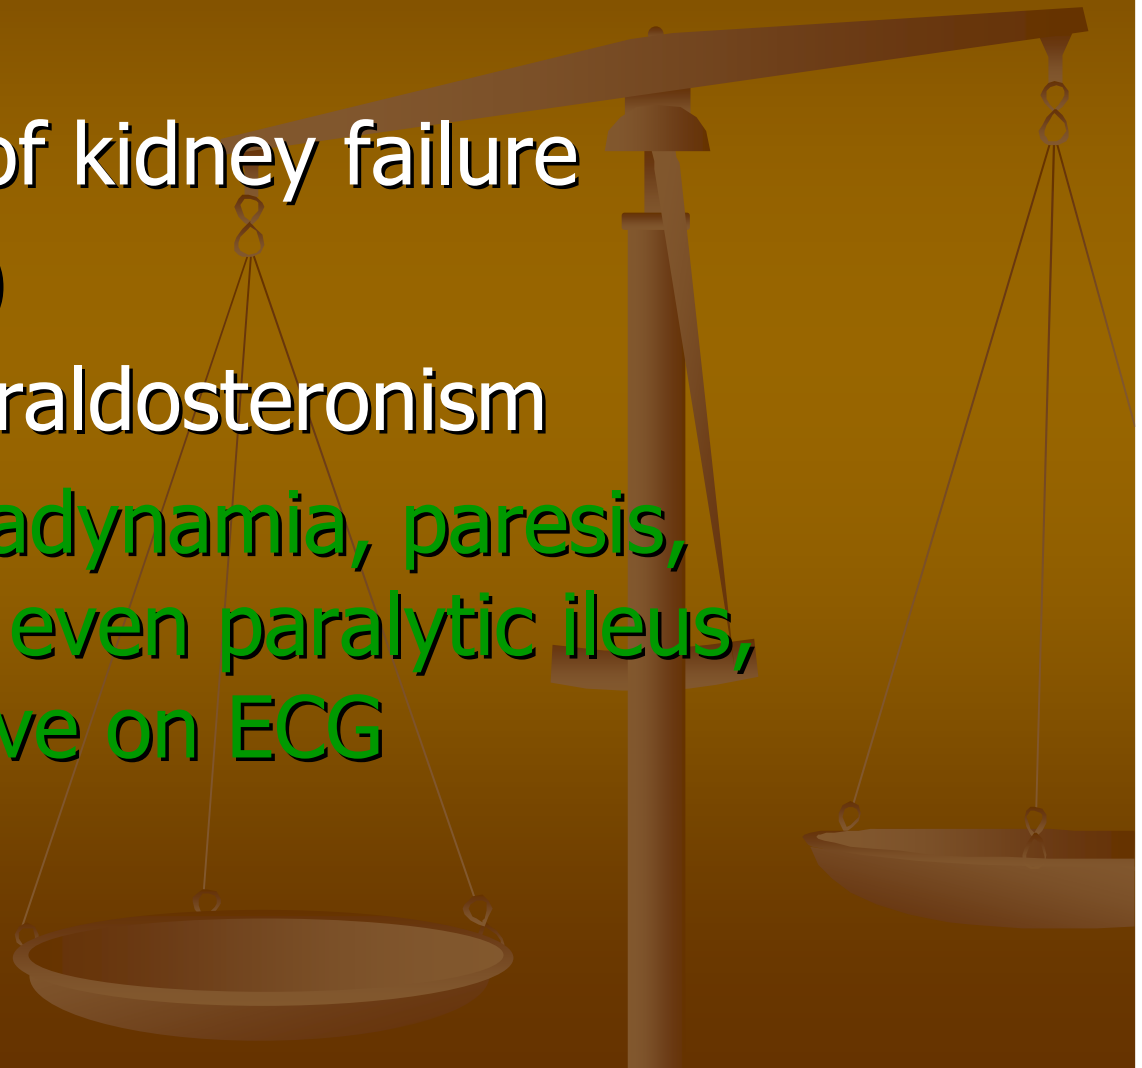 of kidney failure
)
raldosteronism
adynamia, paresis,
even paralytic ileus,
ve on ECG